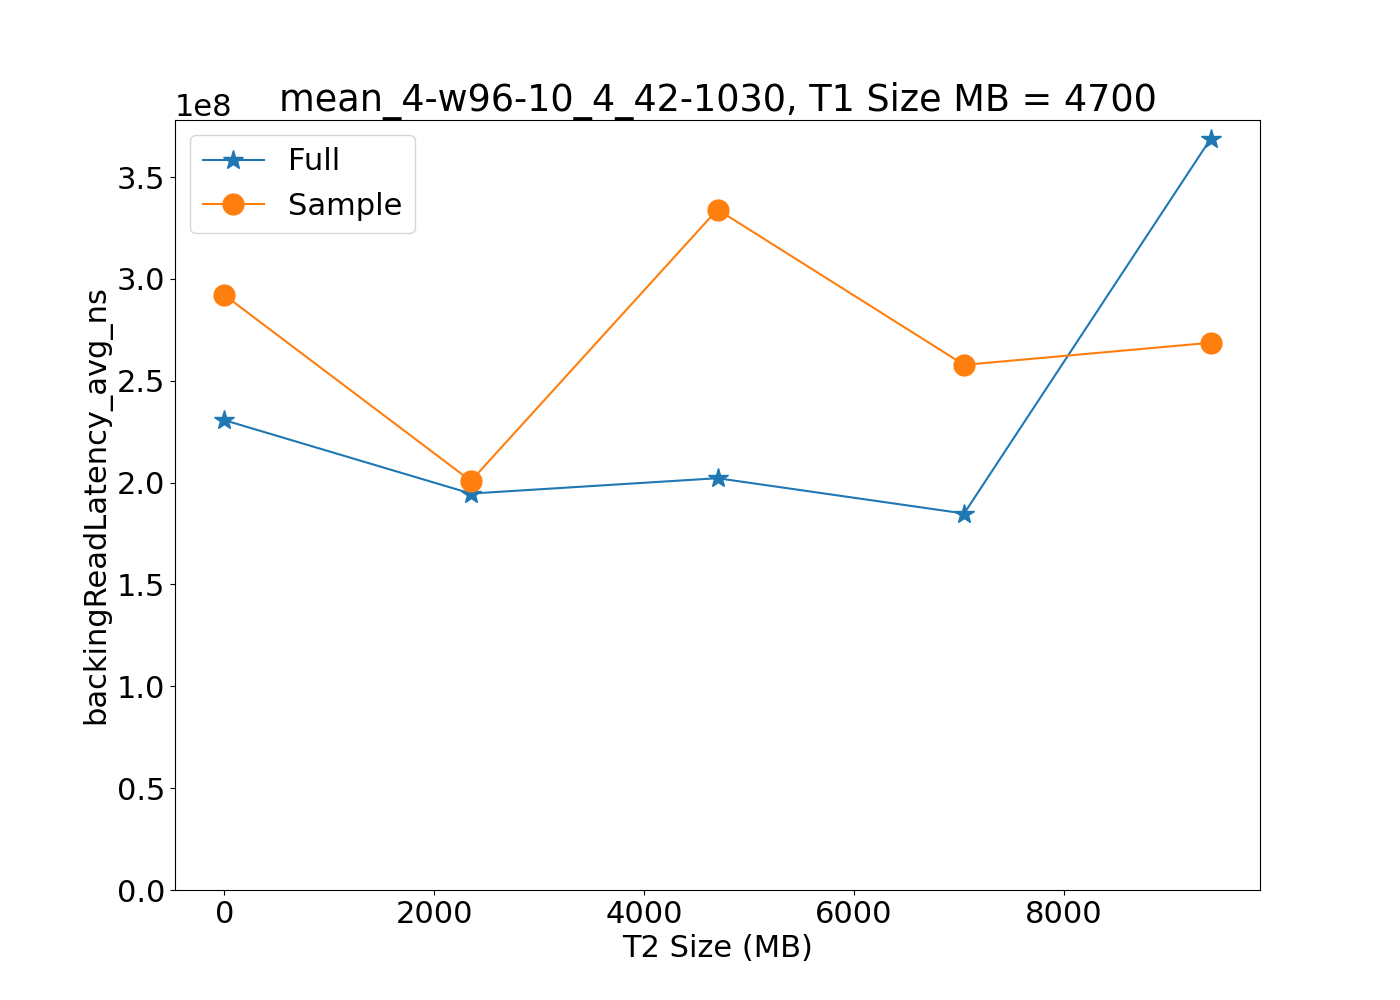 mean_4-w96-10_4_42-1030, T1 Size MB = 4700
1e8
Full
Sample
3.5
3.0
2.5
2.0
1.5
1.0
0.5
0.0
backingReadLatency_avg_ns
0
2000
4000
6000
8000
T2 Size (MB)